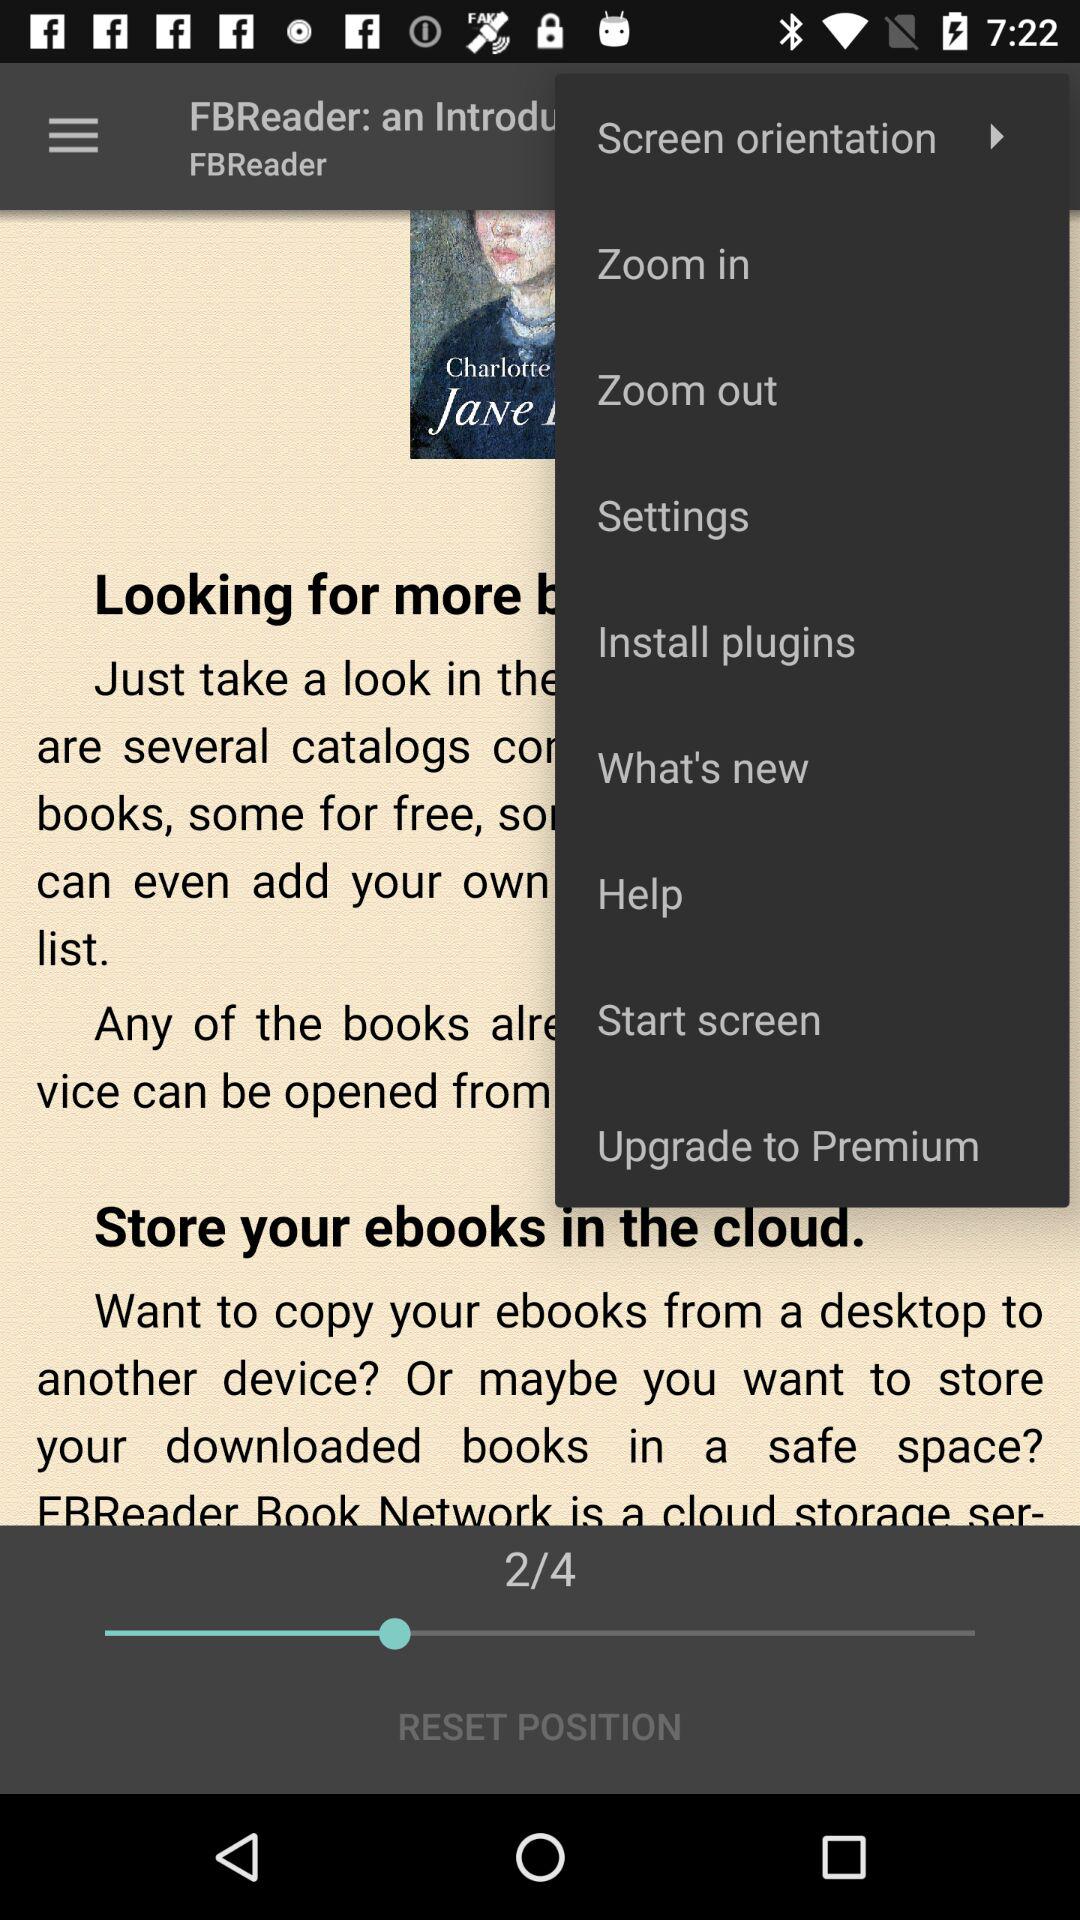 FAKE
7:22
FBReader: an Introdu
FBReader
Screen orientation
Zoom in
Zoom out
Settings
Install plugins
What's new
Help
Start screen
Upgrade to Premium
Charlotte
Jane
Looking for more
Just take a look in the
are several catalogs
books, some for free,
can even add your own
list.
Any of the books
vice can be opened from
Store your ebooks in the cloud.
Want to copy your ebooks from a desktop to
another device? Or maybe you want to store
your downloaded books in a safe space?
FBReader Book Network is a cloud storage ser-
2/4
RESET POSITION